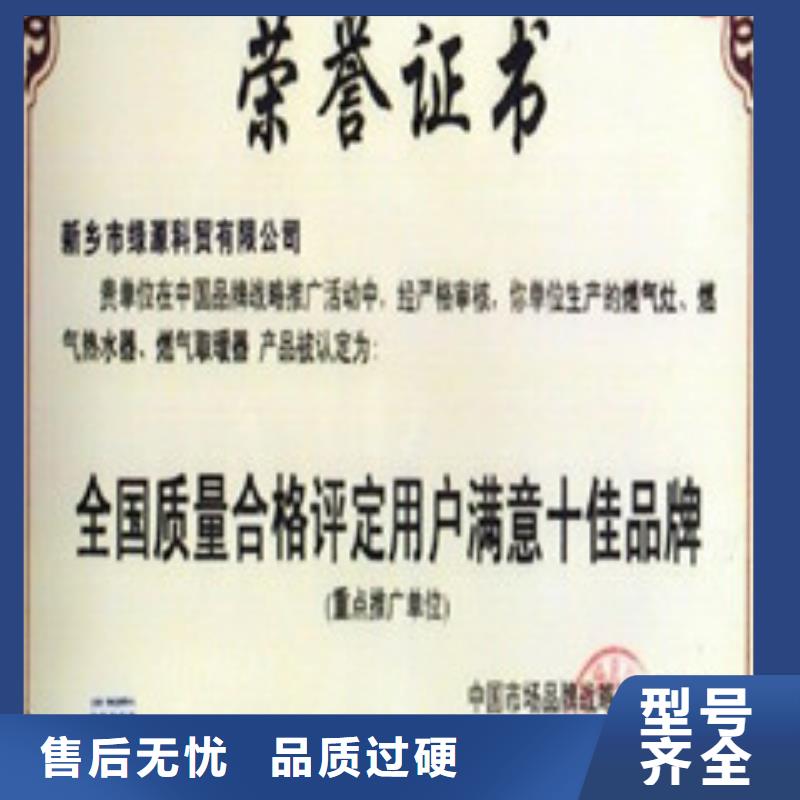 荣誉证书
新乡市绿源科贸有限公司
贵单位在中国品牌战略推广活动中，经严格审核，你单位生产的燃气灶、燃
气热水器、燃气取暖器 产品被认定为：
全国质量合格评定用户满意十佳品牌
(重点推广单位)
中国市场品牌战略
型号
齐全
售后无忧 品质过硬